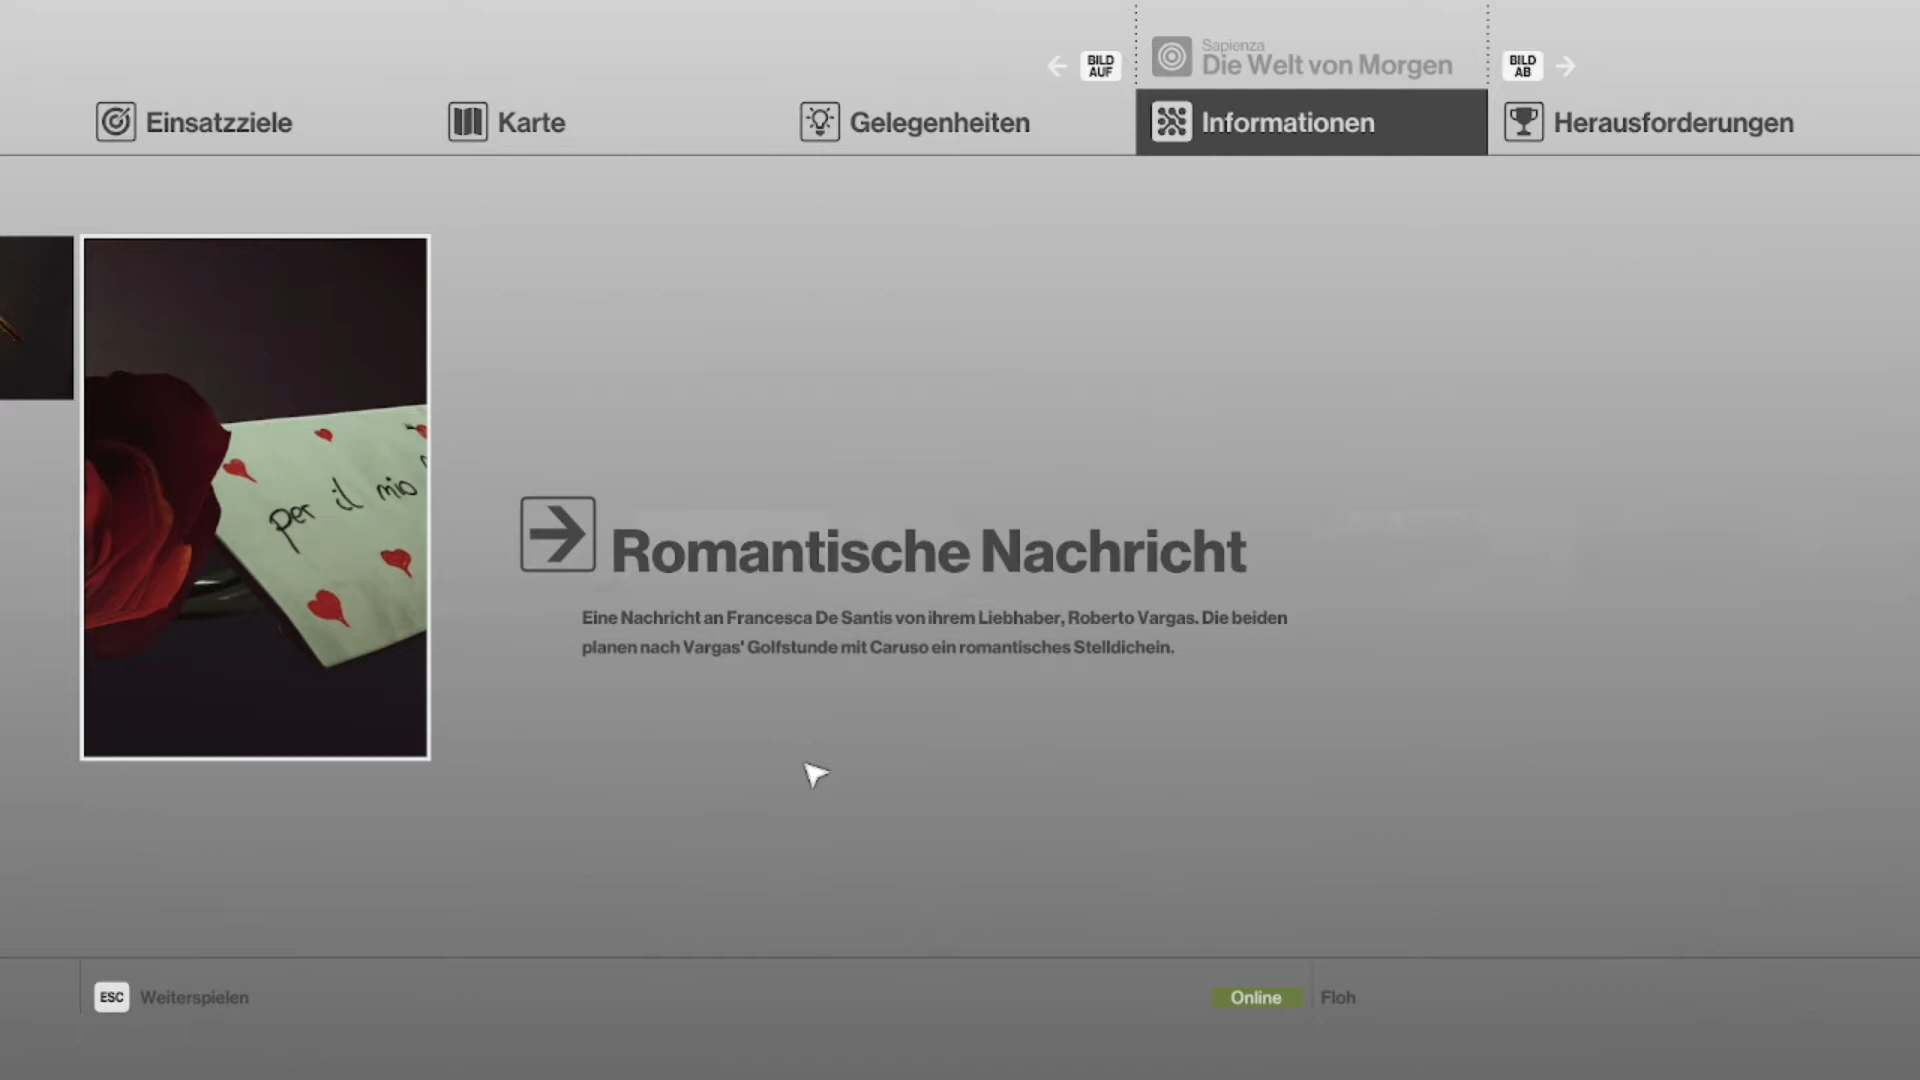 BILD
AUF
Sapienza
Die Welt von Morgen
BILD
AB
Einsatzziele
Karte
Gelegenheiten
Informationen
Herausforderungen
per il mio
Romantische Nachricht
Eine Nachricht an Francesca De Santis von ihrem Liebhaber, Roberto Vargas. Die beiden
planen nach Vargas' Golfstunde mit Caruso ein romantisches Stelldichein.
ESC
Weiterspielen
Online
Floh